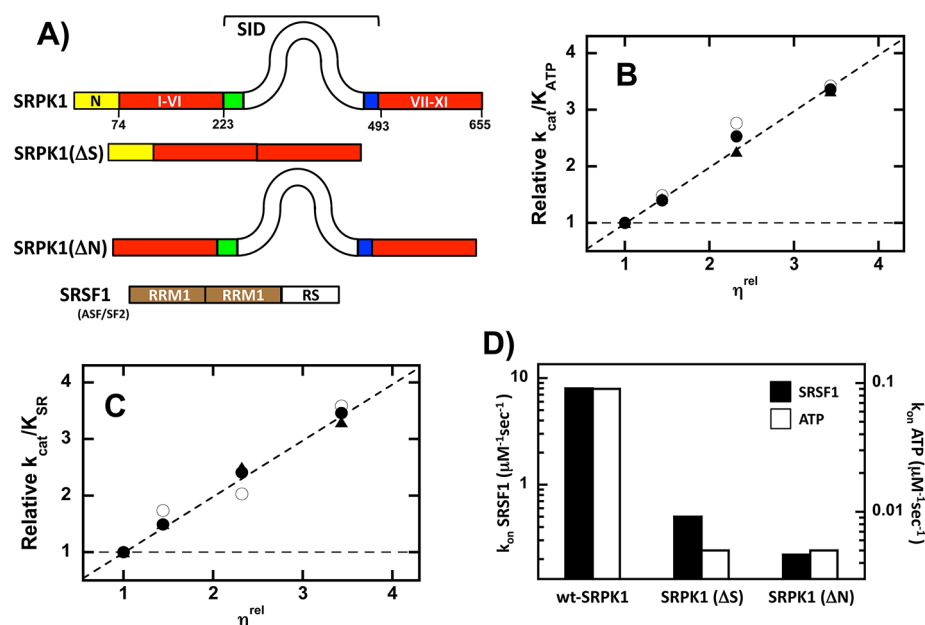 A)
SID
SRPK1
N
I-VI
VII-XI
74
223
493
655
SRPK1(ΔS)
SRPK1(ΔN)
SRSF1
(ASF/SF2)
RRM1
RRM1
RS
B
Relative kcat/KATP
4
3
2
1
1
2
3
4
ηrel
C
Relative kcat/KSR
4
3
2
1
1
2
3
4
ηrel
D)
kon SRSF1 (μM-1sec-1)
10
1
SRSF1
ATP
0.1
0.01
kon ATP (μM-1sec-1)
wt-SRPK1
SRPK1 (ΔS)
SRPK1 (ΔN)